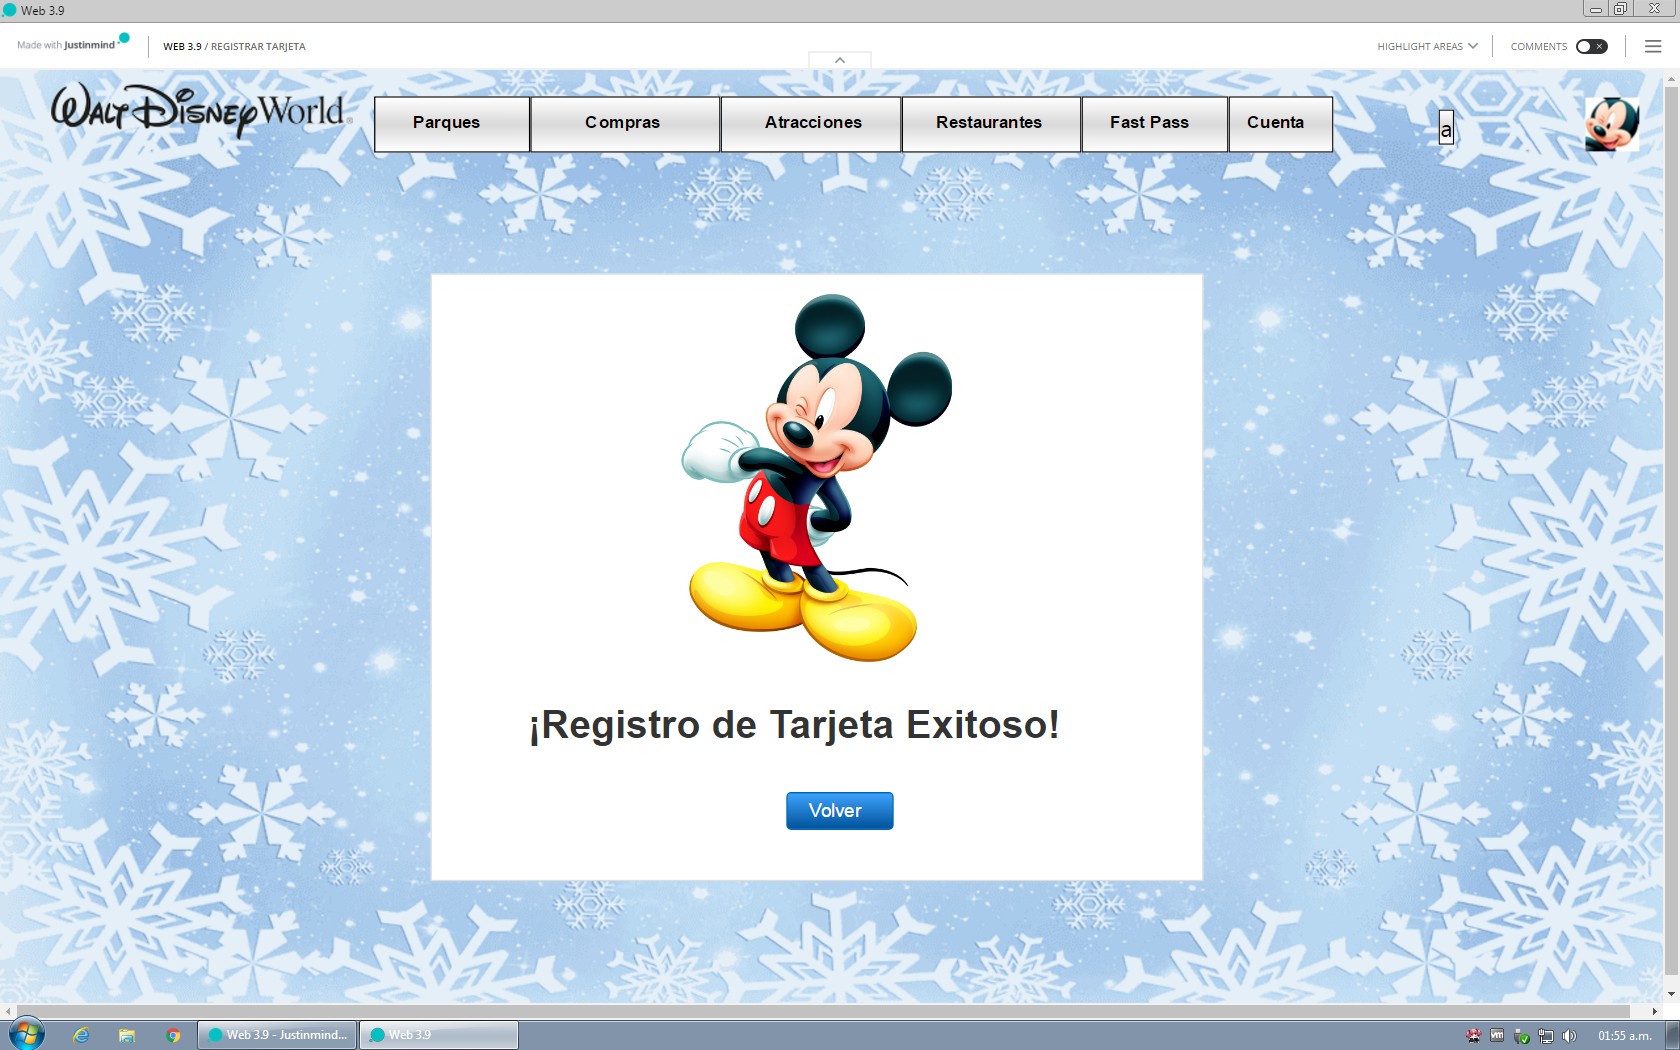 Web 3.9
Made with Justinmind
WEB 3.9 / REGISTRAR TARJETA
HIGHLIGHT AREAS
COMMENTS
WALT DISNEY World
Parques
Compras
Atracciones
Restaurantes
Fast Pass
Cuenta
a
¡Registro de Tarjeta Exitoso!
Volver
Web 3.9 - Justinmind...
Web 3.9
vm
01:55 a.m.